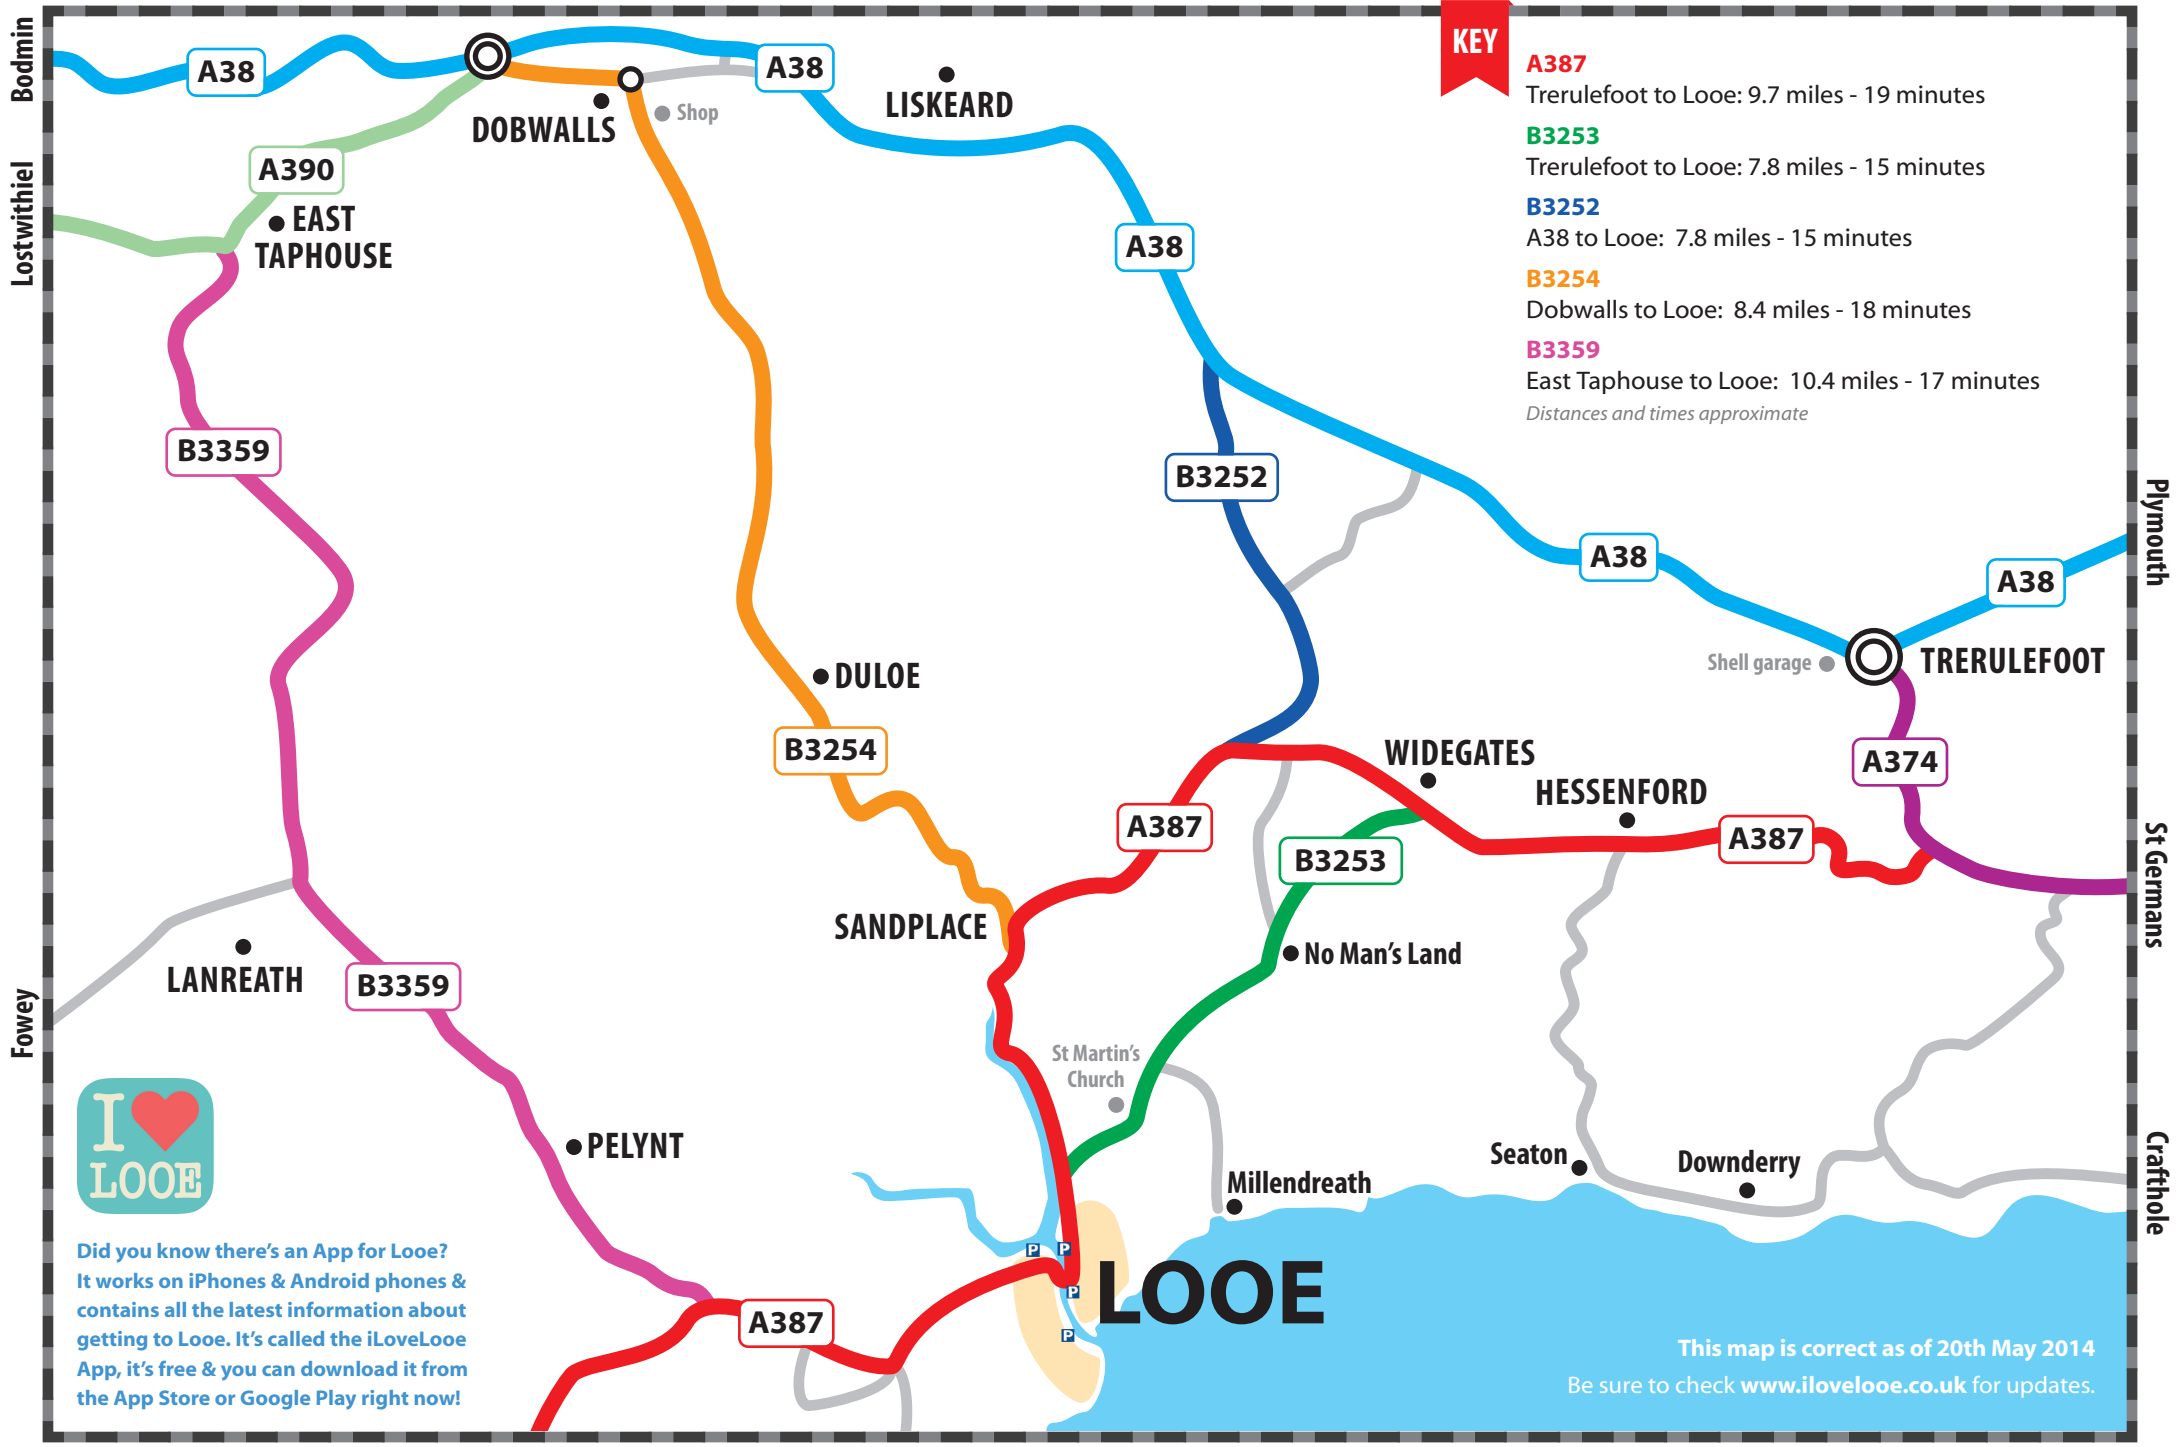 KEY
A387
Trerulefoot to Looe: 9.7 miles - 19 minutes
B3253
Trerulefoot to Looe: 7.8 miles - 15 minutes
B3252
A38 to Looe: 7.8 miles - 15 minutes
B3254
Dobwalls to Looe: 8.4 miles - 18 minutes
B3359
East Taphouse to Looe: 10.4 miles - 17 minutes
Distances and times approximate
Bodmin
Lostwithiel
Fowey
Plymouth
St Germans
Crafthole
A38
A38
LISKEARD
DOBWALLS
Shop
A390
EAST
TAPHOUSE
A38
B3359
B3252
A38
A38
Shell garage
TRERULEFOOT
DULOE
B3254
WIDEGATES
A374
HESSENFORD
A387
A387
B3253
SANDPLACE
No Man's Land
LANREATH
B3359
St Martin's
Church
PELYNT
Seaton
Downderry
Millendreath
P
P
P
P
LOOE
A387
I
LOOE
Did you know there's an App for Looe?
It works on iPhones & Android phones &
contains all the latest information about
getting to Looe. It's called the iLoveLooe
App, it's free & you can download it from
the App Store or Google Play right now!
This map is correct as of 20th May 2014
Be sure to check www.ilovelooe.co.uk for updates.